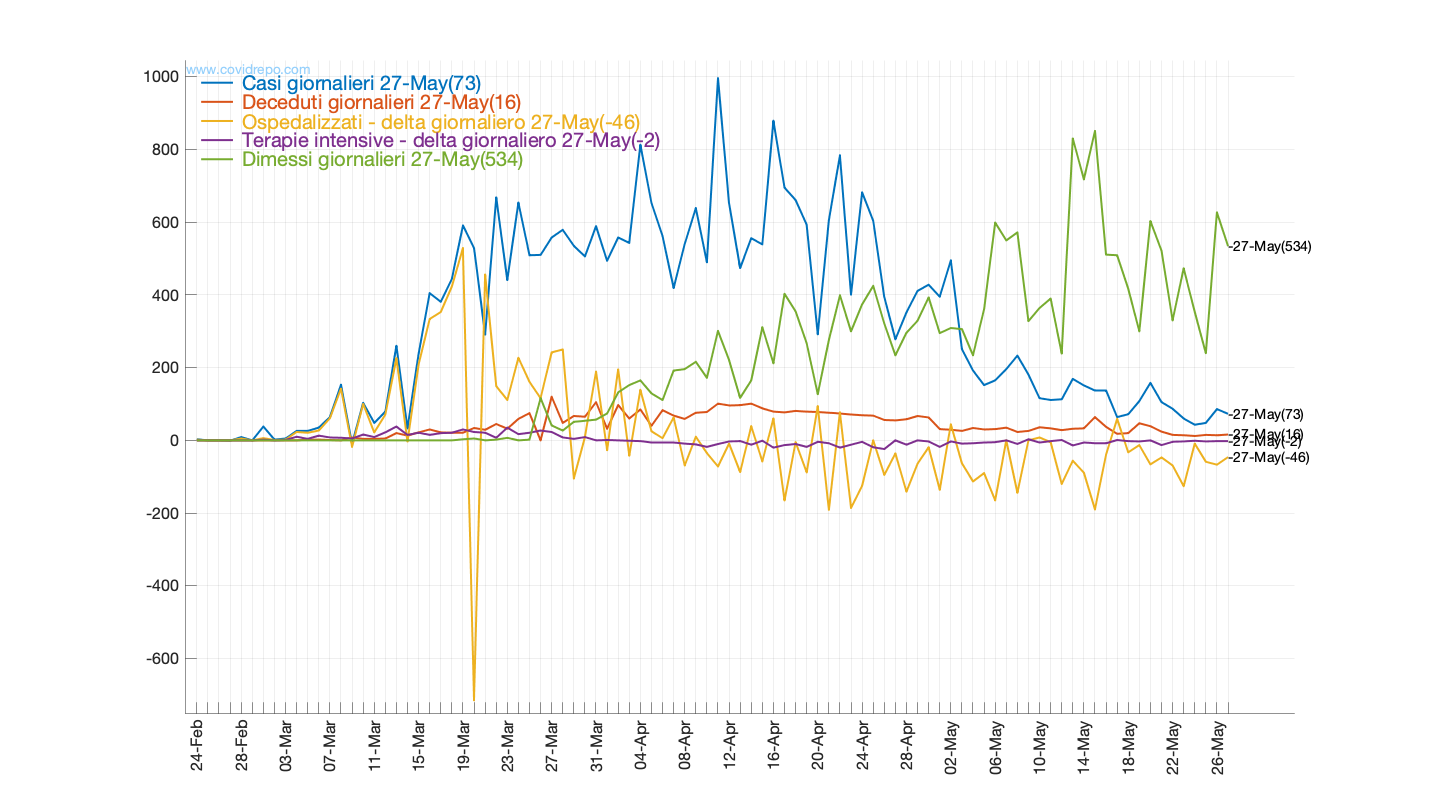 www.covidrepo.com
Casi giornalieri 27-May(73)
Deceduti giornalieri 27-May(16)
Ospedalizzati - delta giornaliero 27-May(-46)
Terapie intensive - delta giornaliero 27-May(-2)
Dimessi giornalieri 27-May(534)
1000
800
600
400
200
0
-200
-400
-600
-27-May(534)
-27-May(73)
-27-May(16)
-27-May(-2)
-27-May(-46)
24-Feb
28-Feb
03-Mar
07-Mar
11-Mar
15-Mar
19-Mar
23-Mar
27-Mar
31-Mar
04-Apr
08-Apr
12-Apr
16-Apr
20-Apr
24-Apr
28-Apr
02-May
06-May
10-May
14-May
18-May
22-May
26-May